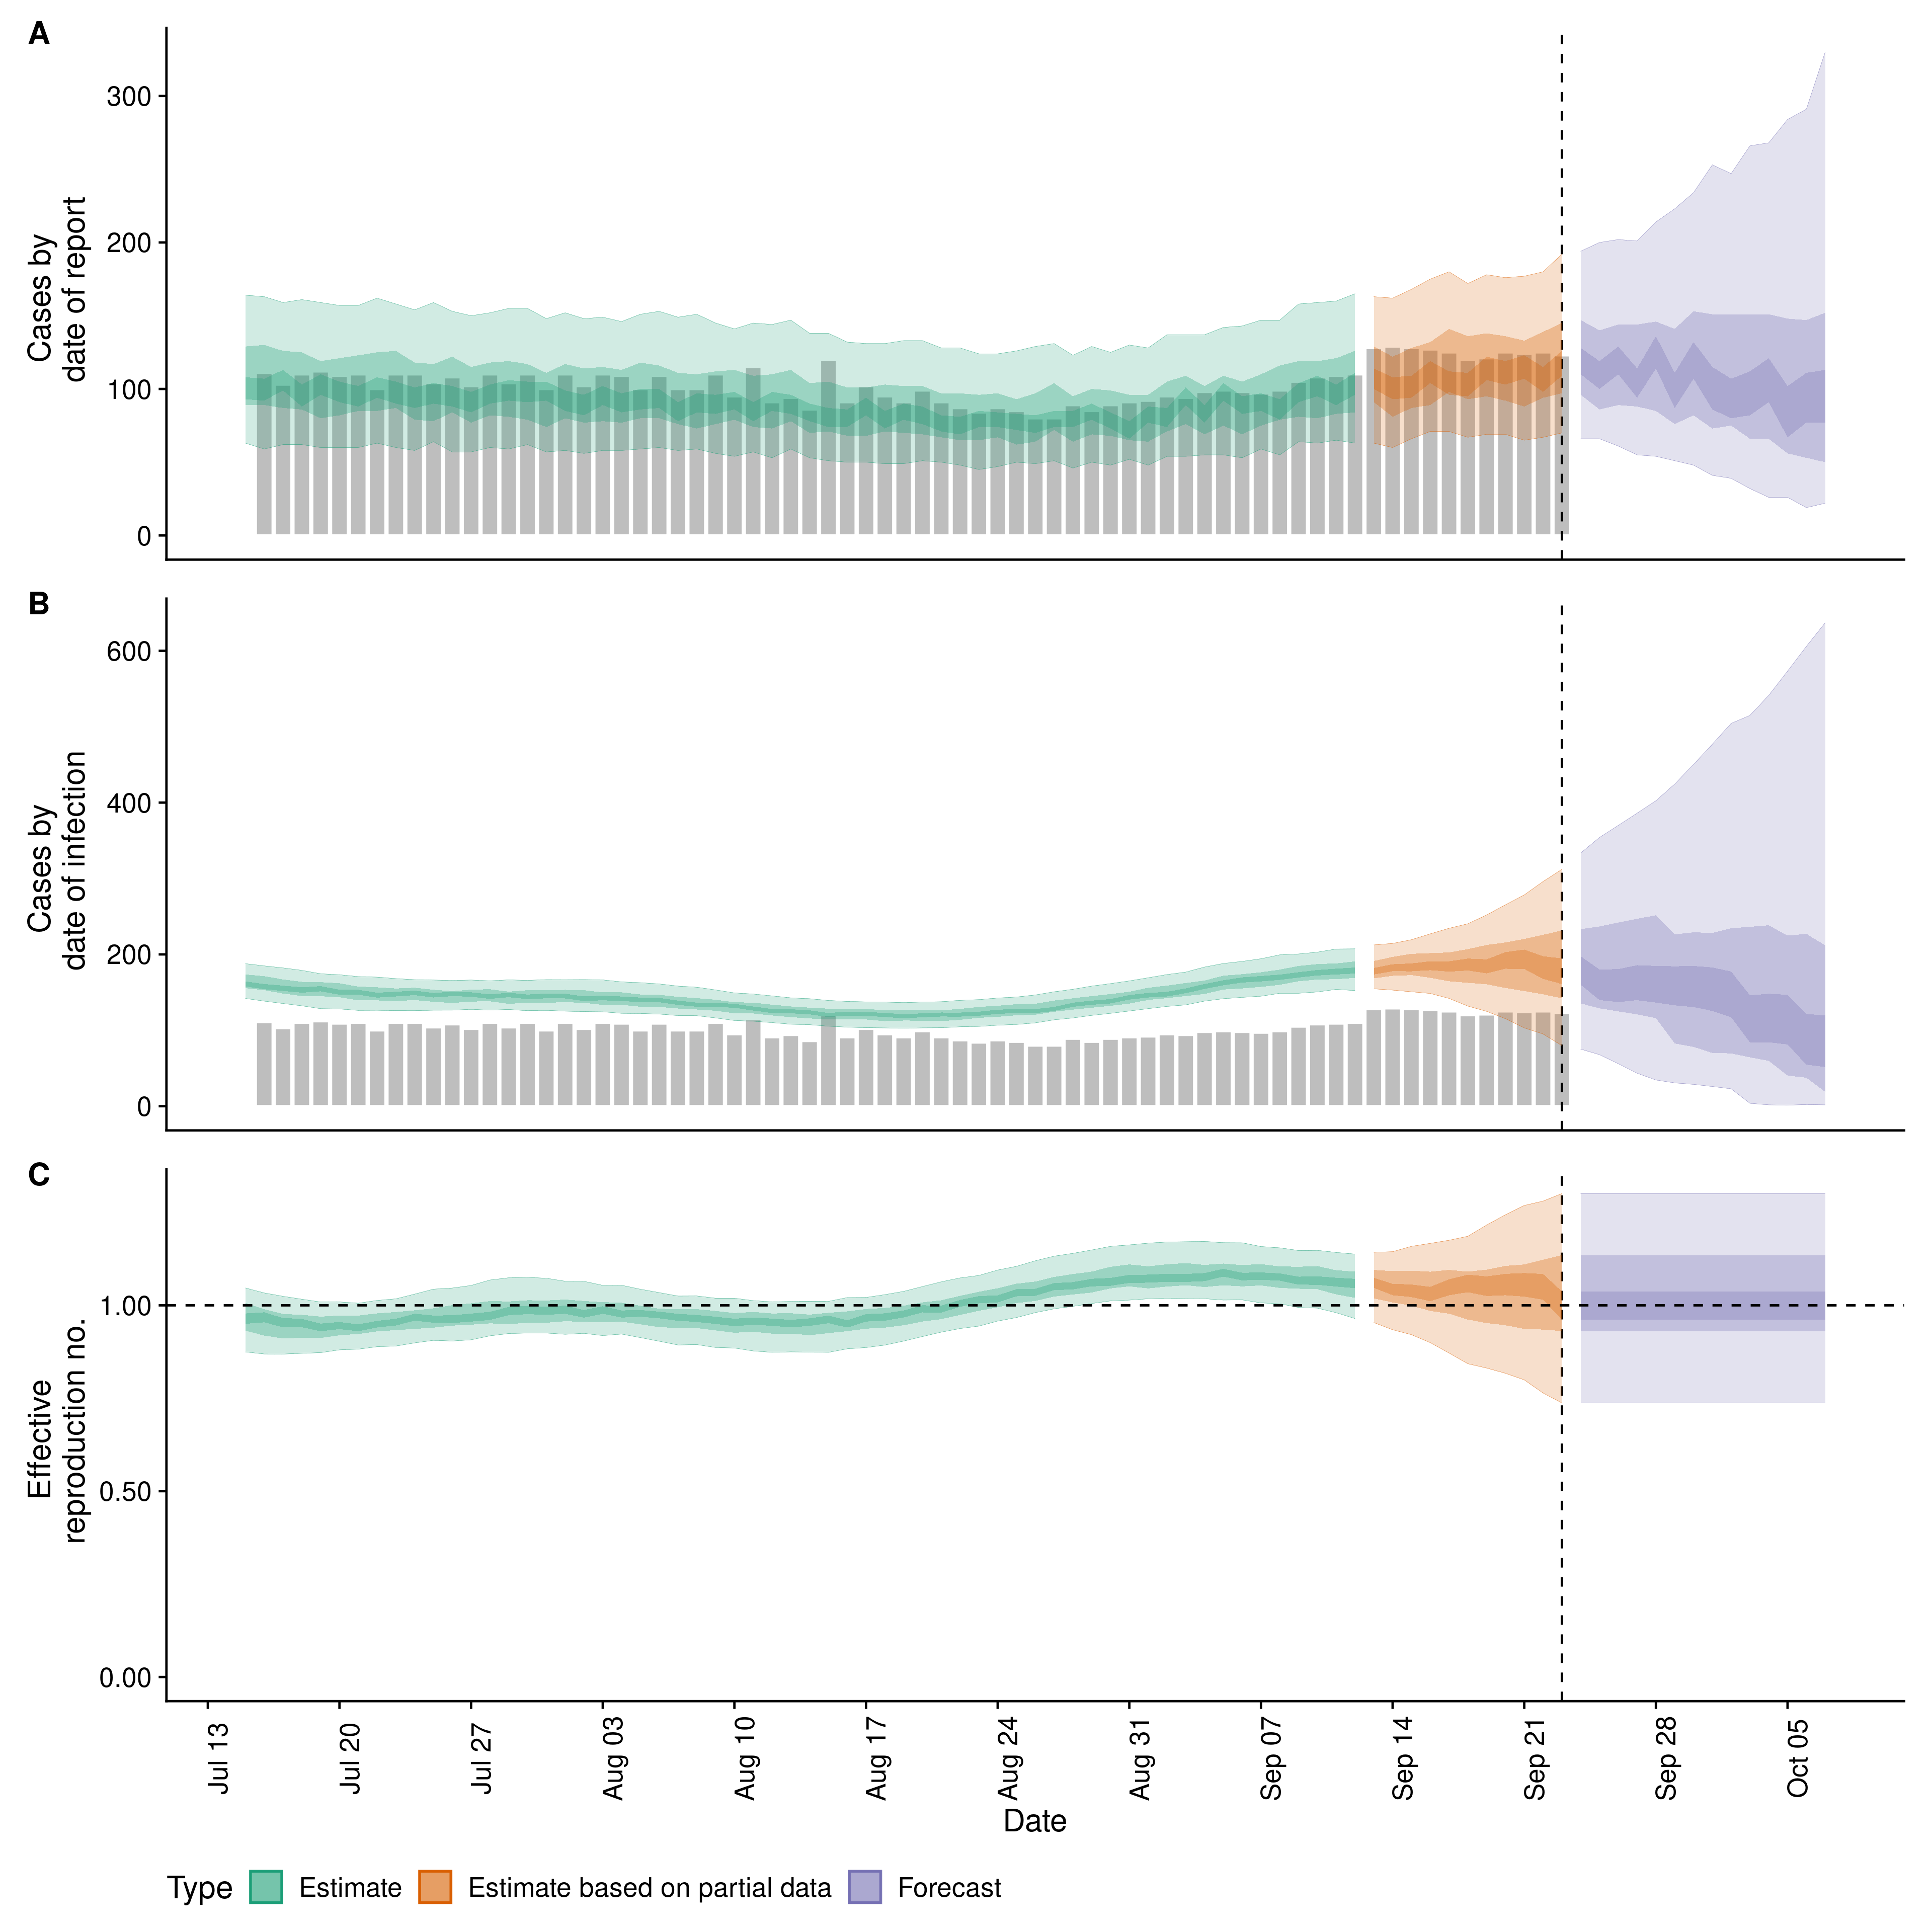 A
Cases by
date of report
300
200
100
0
B
Cases by
date of infection
600
400
200
0
C
Effective
reproduction no.
1.00
0.50
0.00
Jul 13
Jul 20
Jul 27
Aug 03
Aug 10
Aug 17
Aug 24
Aug 31
Sep 07
Sep 14
Sep 21
Sep 28
Oct 05
Date
Type Estimate Estimate based on partial data Forecast